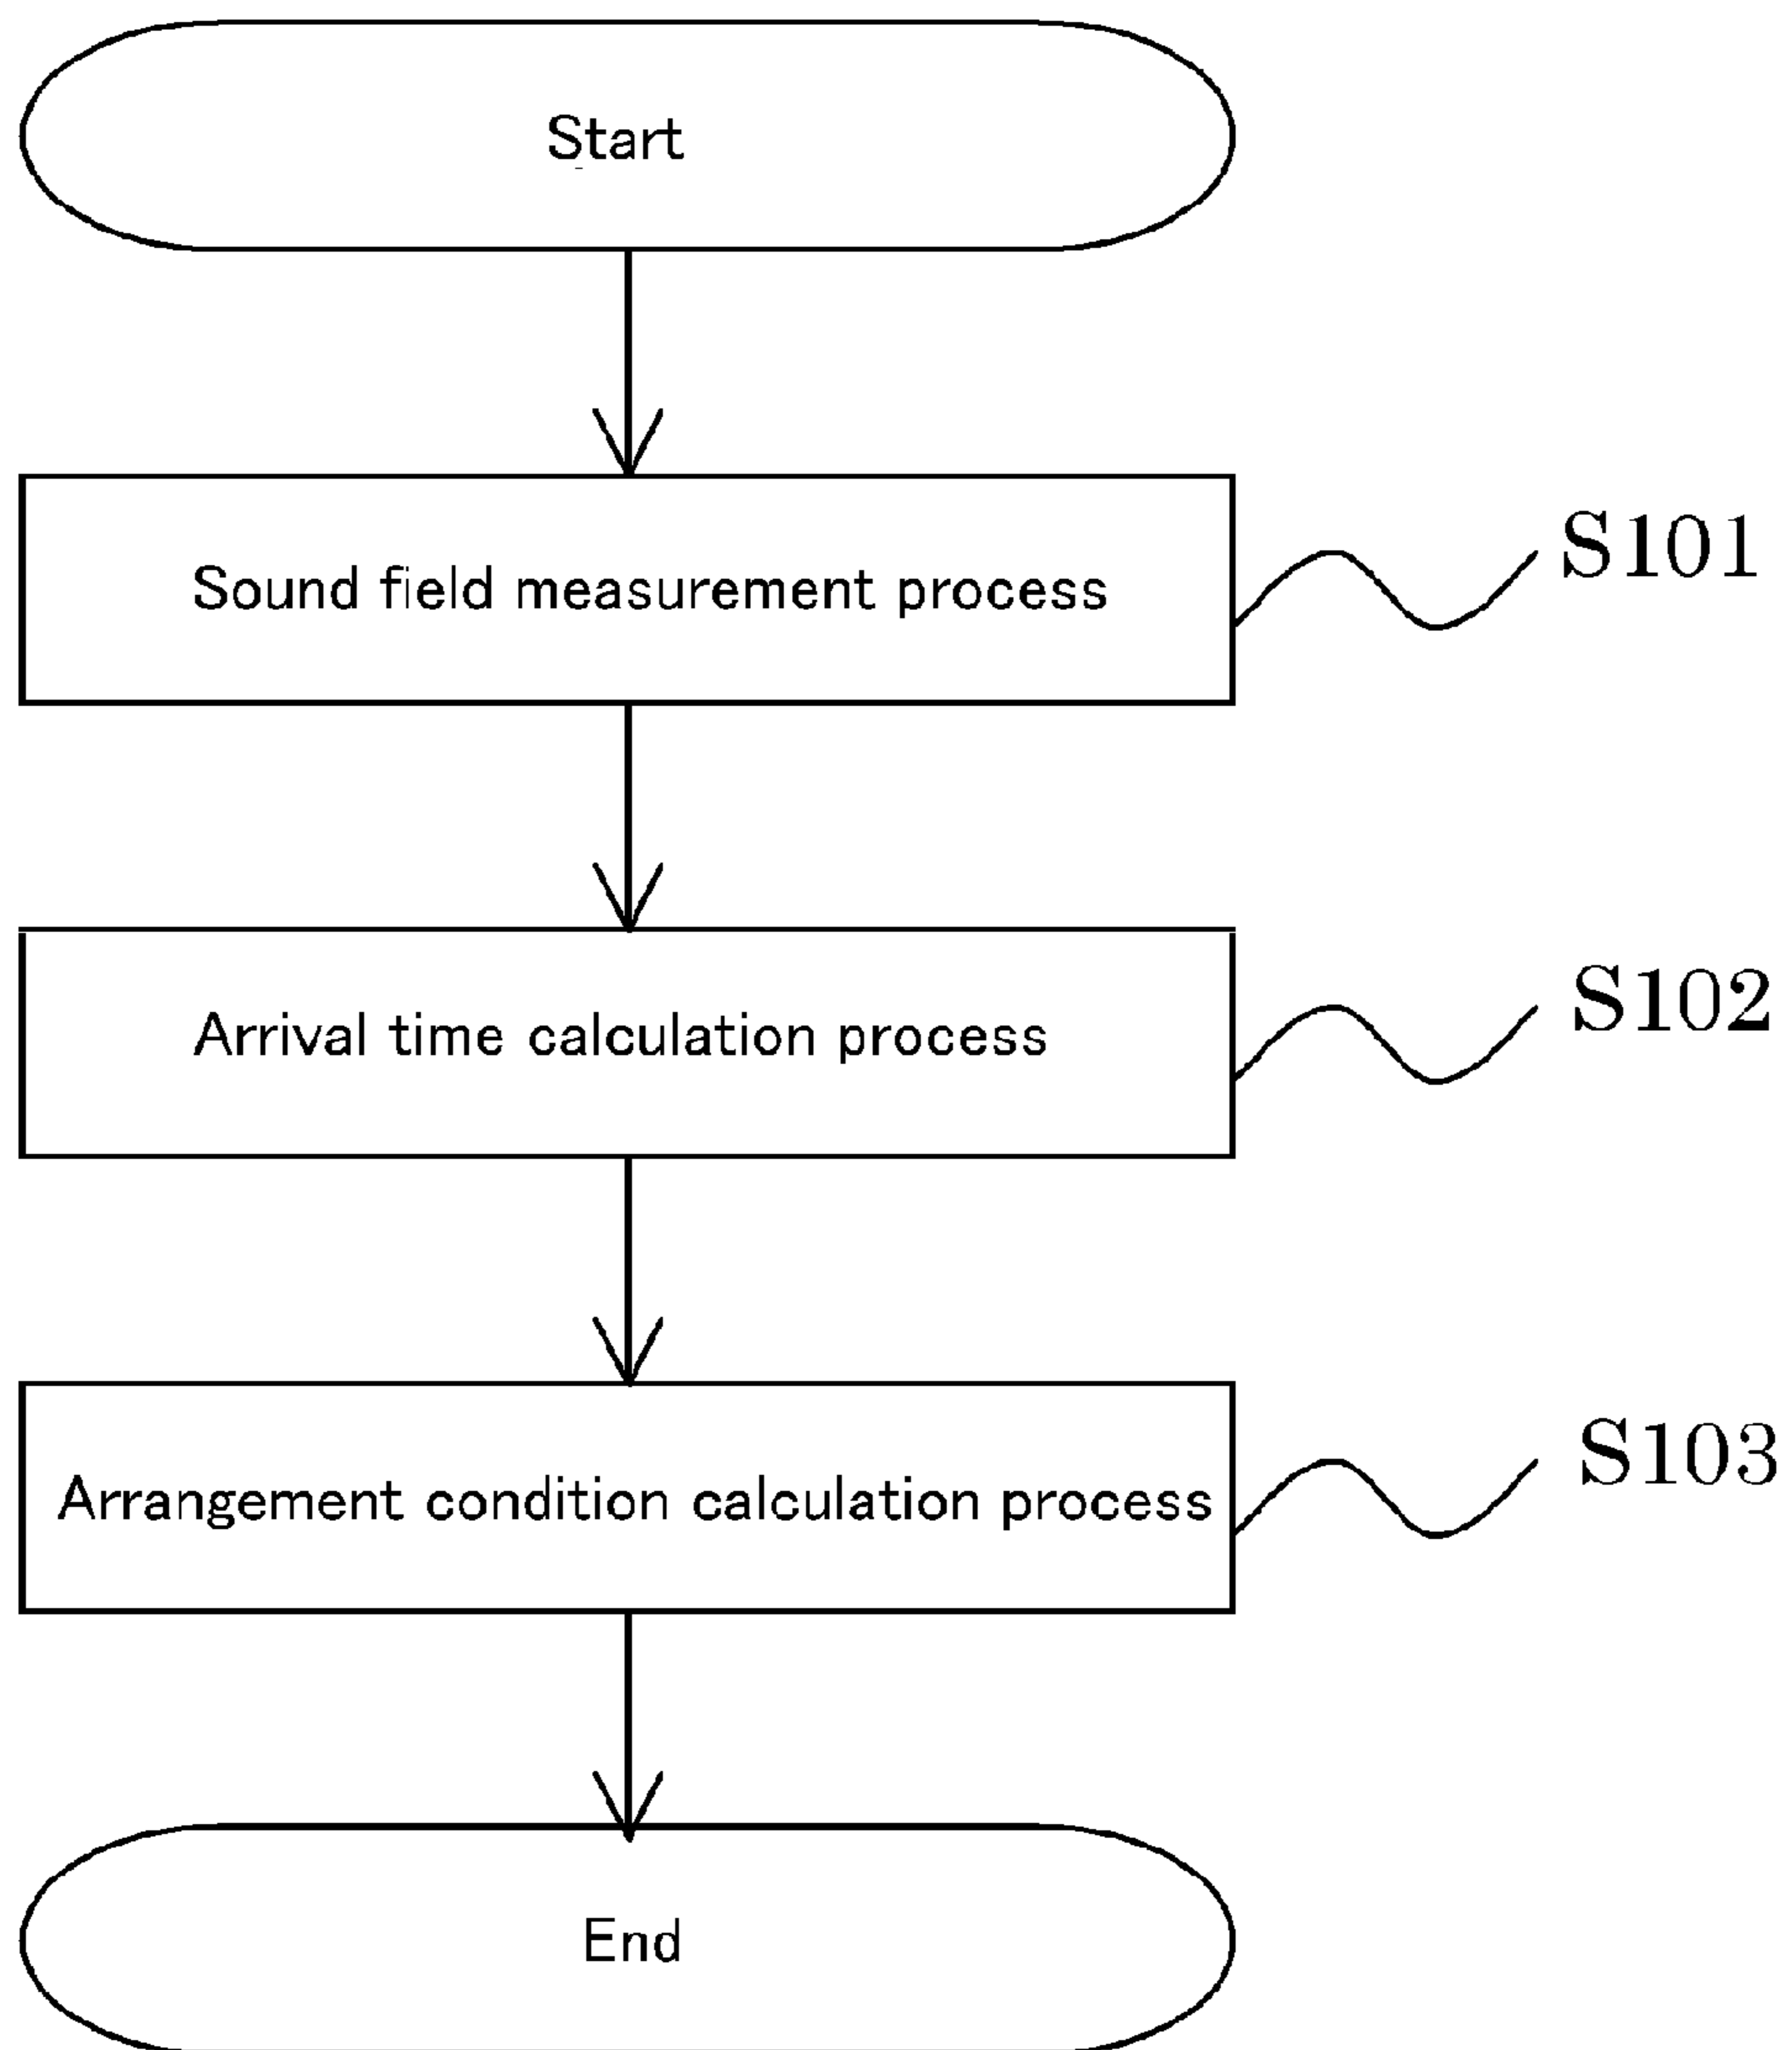 Start
Sound field measurement process
S101
Arrival time calculation process
S102
Arrangement condition calculation process
S103
End